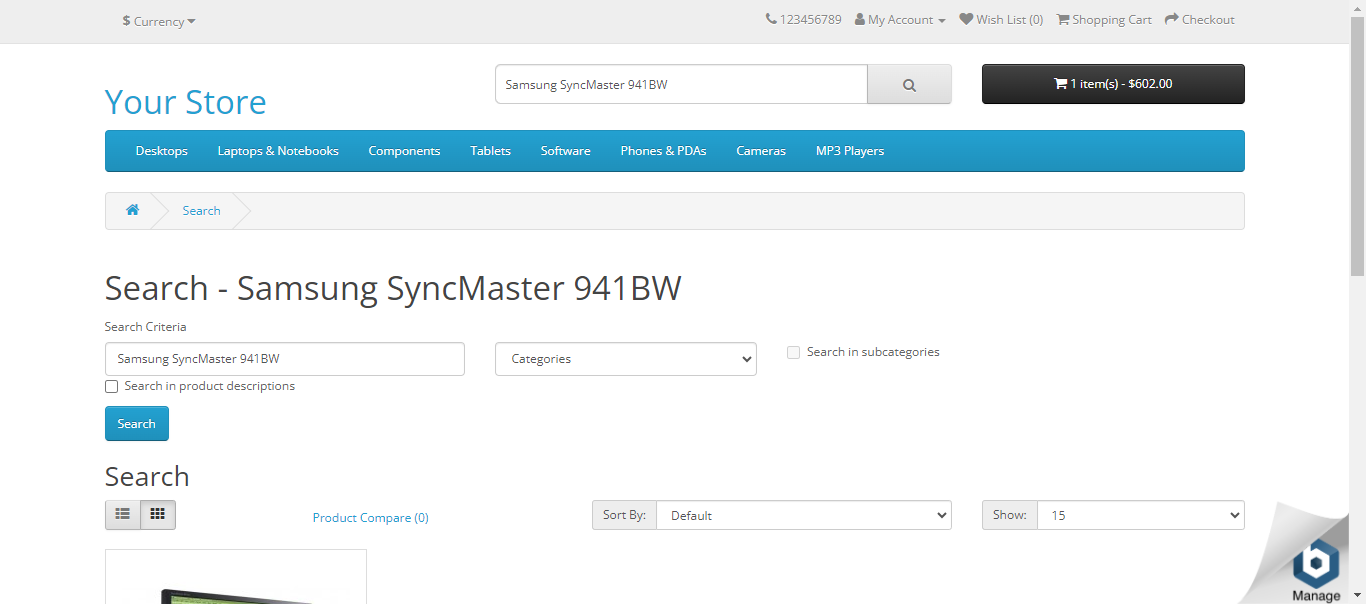 $ Currency
123456789 My Account Wish List (0) Shopping Cart Checkout
Your Store
Samsung SyncMaster 941BW
1 item(s) - $602.00
Desktops Laptops & Notebooks Components Tablets Software Phones & PDAs Cameras MP3 Players
Search
Search - Samsung SyncMaster 941BW
Search Criteria
Samsung SyncMaster 941BW Categories Search in subcategories
Search in product descriptions
Search
Search
Product Compare (0) Sort By: Default Show: 15
Manage